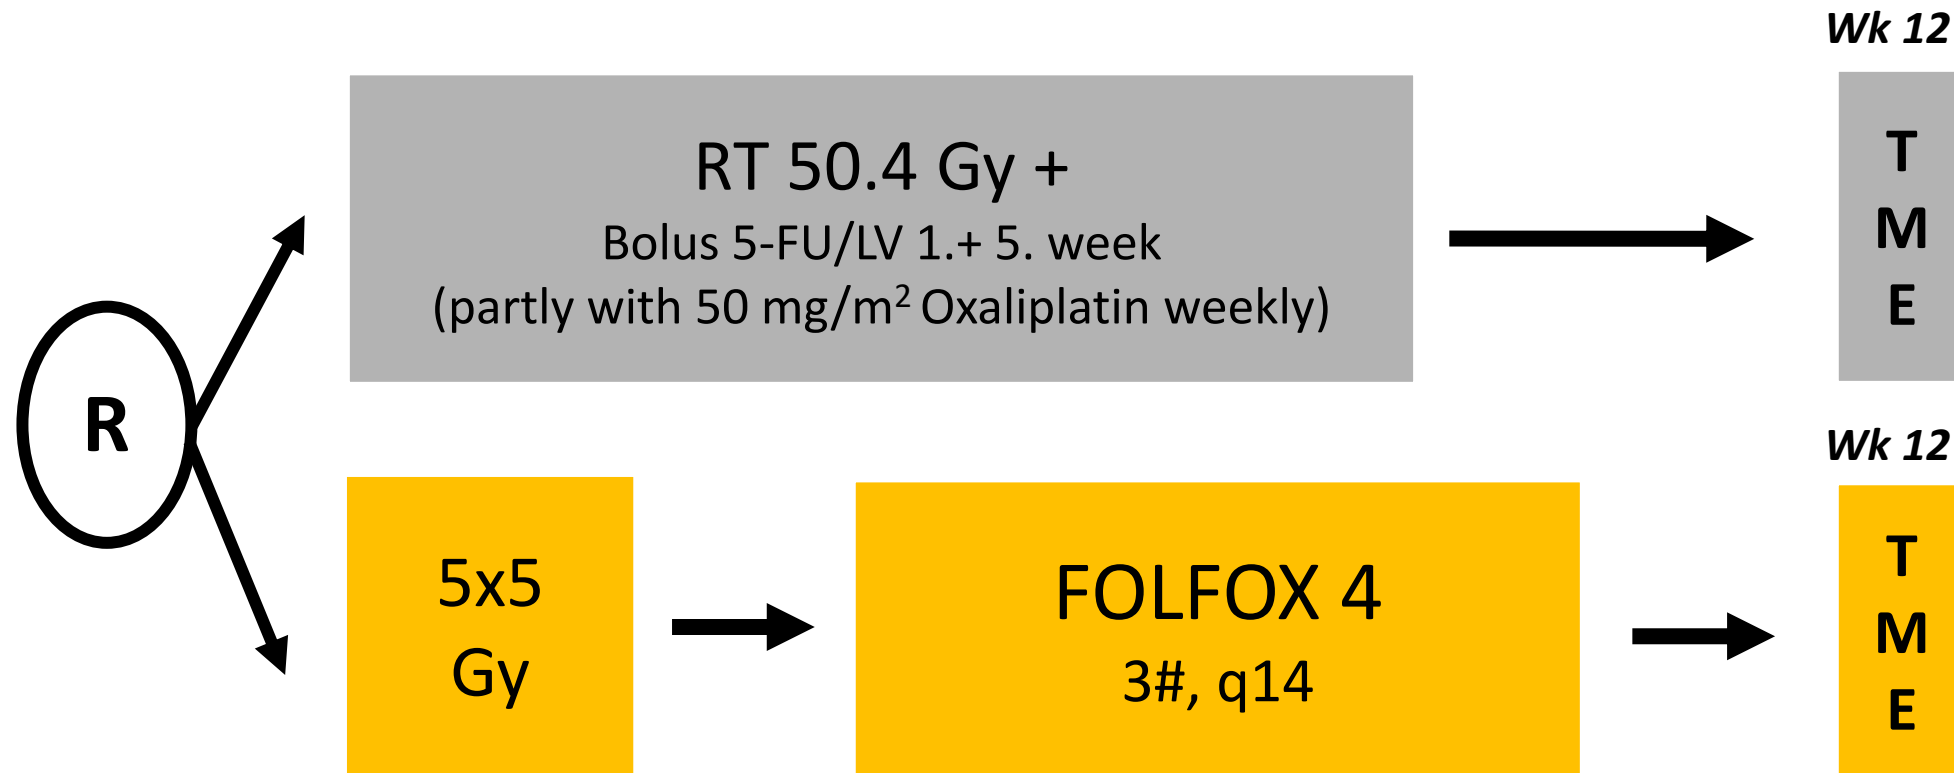 Wk 12
RT 50.4 Gy +
Bolus 5-FU/LV 1.+ 5. week
(partly with 50 mg/m² Oxaliplatin weekly)
T
M
E
R
Wk 12
5x5
Gy
FOLFOX 4
3#, q14
T
M
E